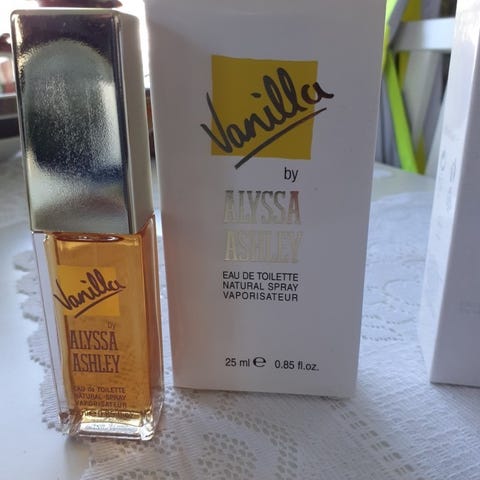 Vanilla
by
ALYSSA
ASHLEY
EAU DE TOILETTE
NATURAL SPRAY
VAPORISATEUR
25 ml e 0.85 fl.oz.
Vanilla
by
ALYSSA
ASHLEY
EAU de TOILETTE
NATURAL SPRAY
VAPORISATEUR